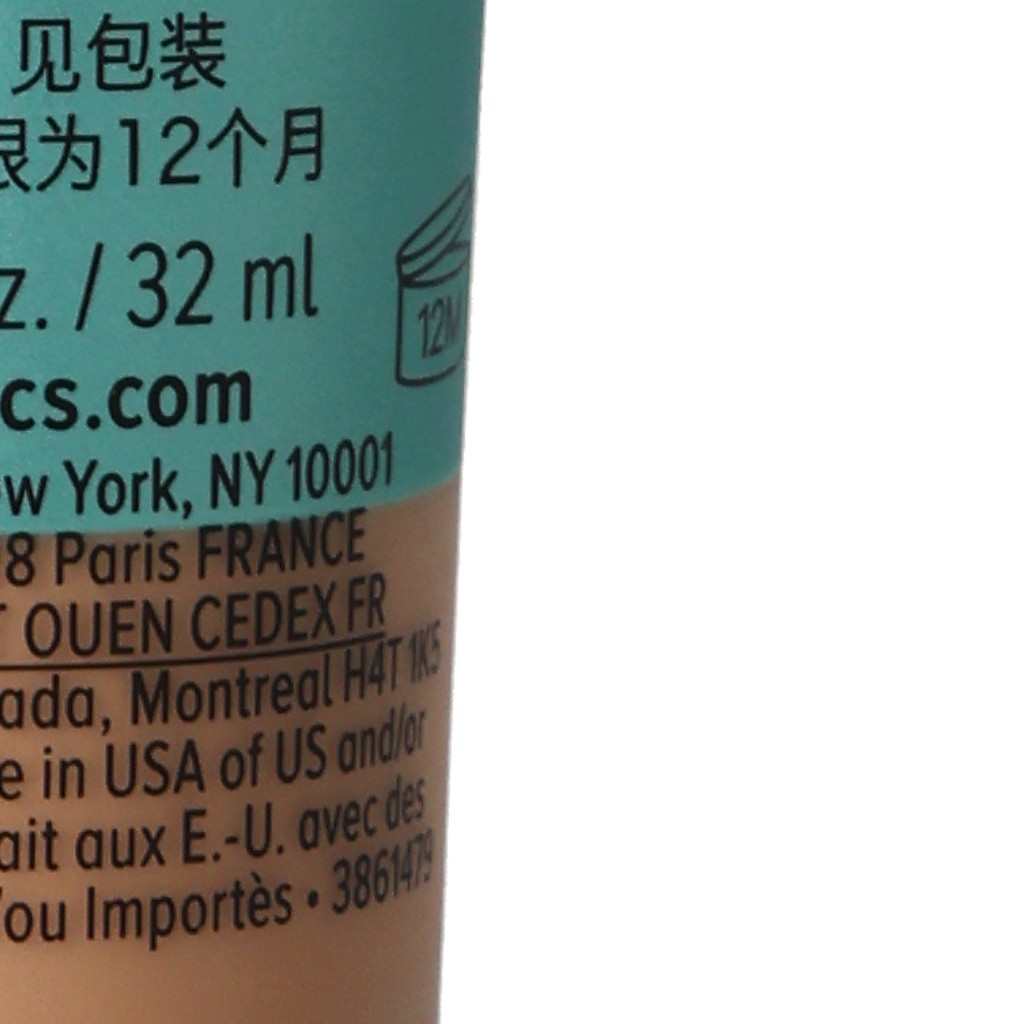 见包装
限为12个月
z. / 32 ml
12M
cs.com
ew York, NY 10001
8 Paris FRANCE
T OUEN CEDEX FR
ada, Montreal H4T 1K5
e in USA of US and/or
ait aux E.-U. avec des
/ou Importès • 3861479